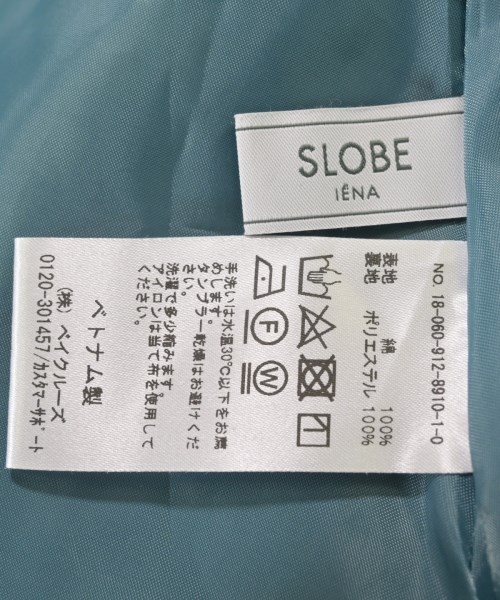 SLOBE
IÉNA
NO. 18-060-912-8910-1-0
表地 綿 100%
裏地 ポリエステル 100%
手洗いは水温30℃以下をお薦
めします。
タンブラー乾燥はお避けくだ
さい。
洗濯で多少縮みます。
アイロンは当て布を使用して
ください。
ベトナム製
(株)ベイクルーズ
0120-301457/カスタマーサポート
F
W